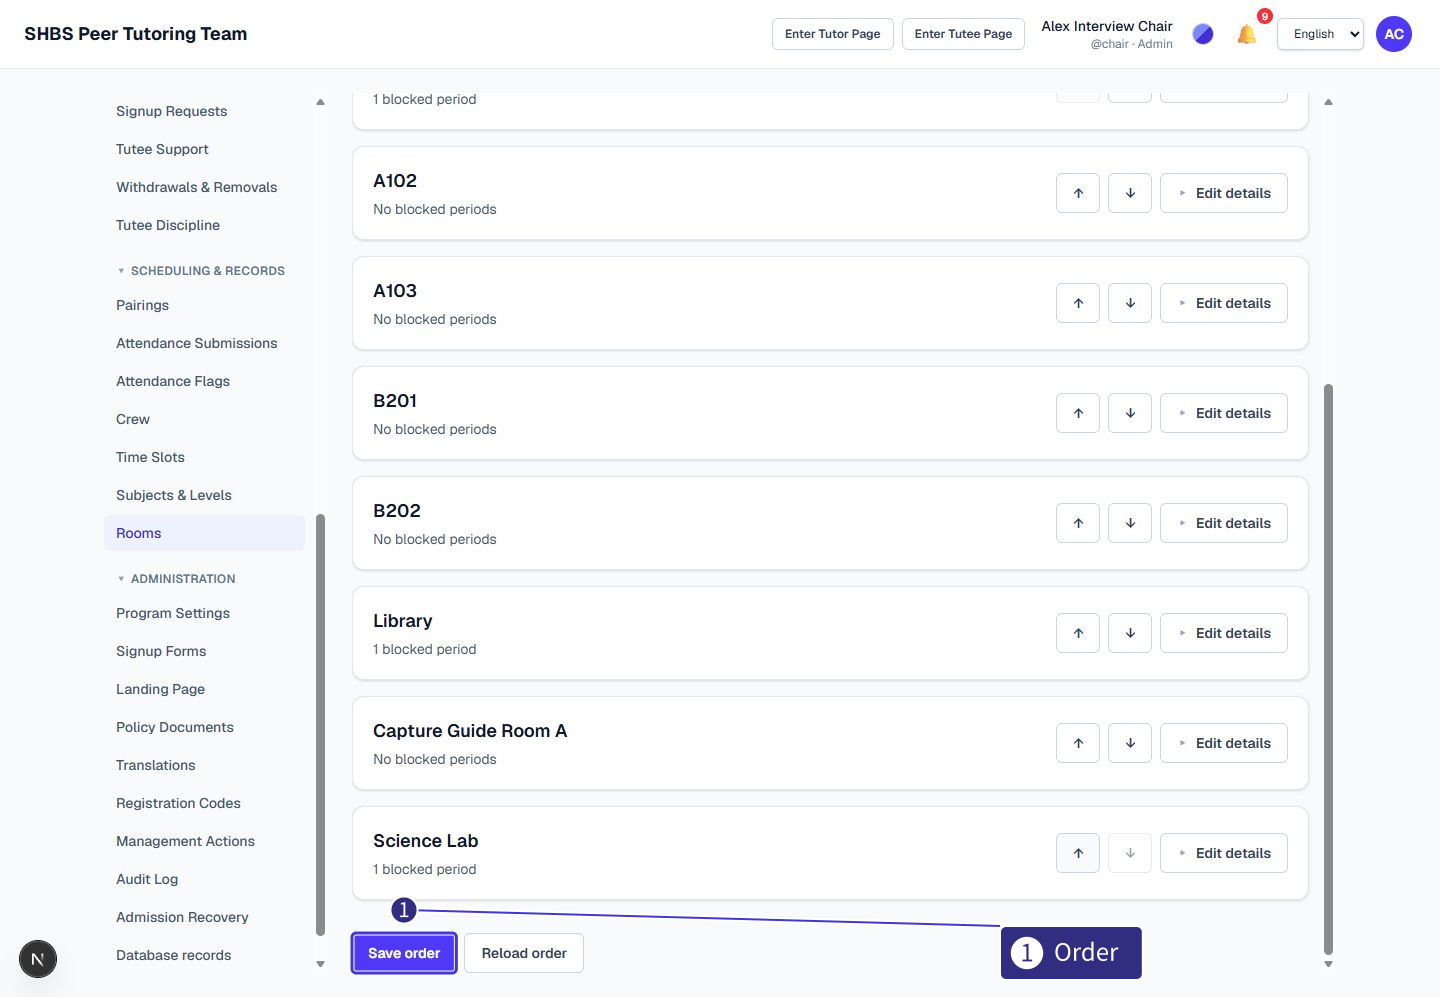 SHBS Peer Tutoring Team
Enter Tutor Page
Enter Tutee Page
Alex Interview Chair
@chair · Admin
9
English
AC
Signup Requests
Tutee Support
Withdrawals & Removals
Tutee Discipline
SCHEDULING & RECORDS
Pairings
Attendance Submissions
Attendance Flags
Crew
Time Slots
Subjects & Levels
Rooms
ADMINISTRATION
Program Settings
Signup Forms
Landing Page
Policy Documents
Translations
Registration Codes
Management Actions
Audit Log
Admission Recovery
Database records
N
1 blocked period
A102
No blocked periods
Edit details
A103
No blocked periods
Edit details
B201
No blocked periods
Edit details
B202
No blocked periods
Edit details
Library
1 blocked period
Edit details
Capture Guide Room A
No blocked periods
Edit details
Science Lab
1 blocked period
Edit details
1
Save order
Reload order
1 Order